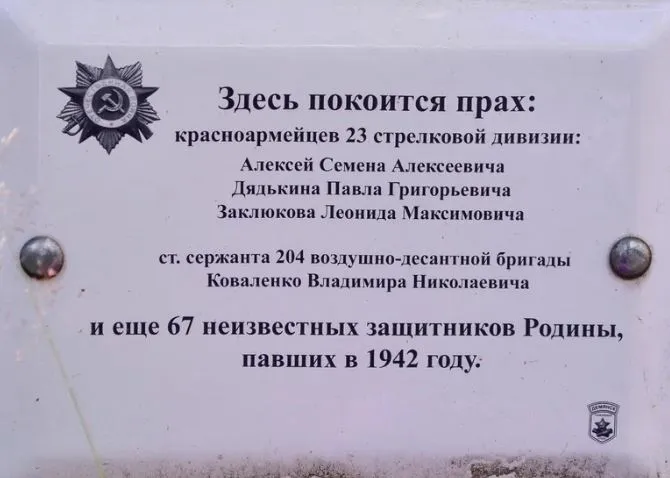 Здесь покоится прах:
красноармейцев 23 стрелковой дивизии:
Алексей Семена Алексеевича
Дядькина Павла Григорьевича
Заклюкова Леонида Максимовича
ст. сержанта 204 воздушно-десантной бригады
Коваленко Владимира Николаевича
и еще 67 неизвестных защитников Родины,
павших в 1942 году.
ДЕМЯНСК